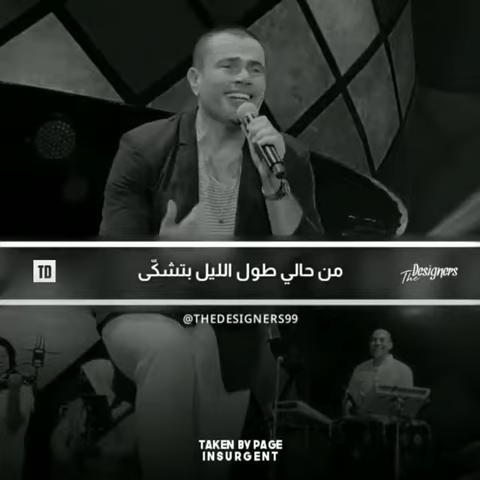 TD
من حالي طول الليل بتشكّى
The Designers
@THEDESIGNERS99
TAKEN BY PAGE
INSURGENT